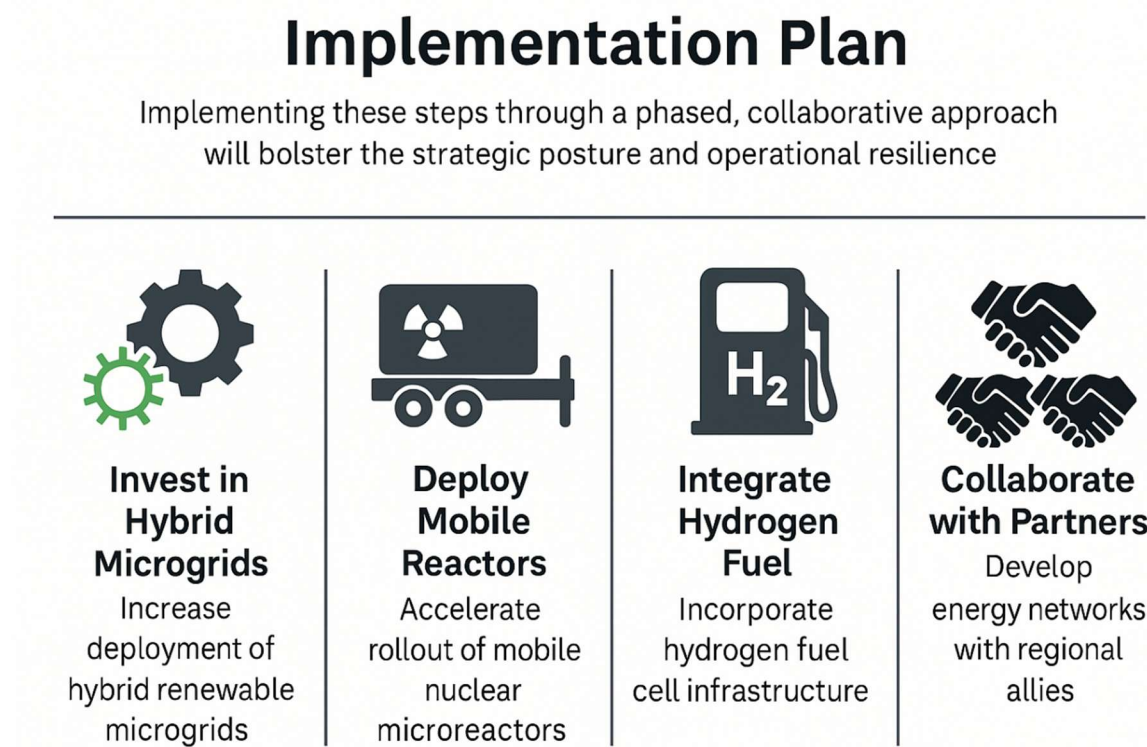 Implementation Plan
Implementing these steps through a phased, collaborative approach
will bolster the strategic posture and operational resilience
H₂
Invest in
Hybrid
Microgrids
Increase
deployment of
hybrid renewable
microgrids
Deploy
Mobile
Reactors
Accelerate
rollout of mobile
nuclear
microreactors
Integrate
Hydrogen
Fuel
Incorporate
hydrogen fuel
cell infrastructure
Collaborate
with Partners
Develop
energy networks
with regional
allies